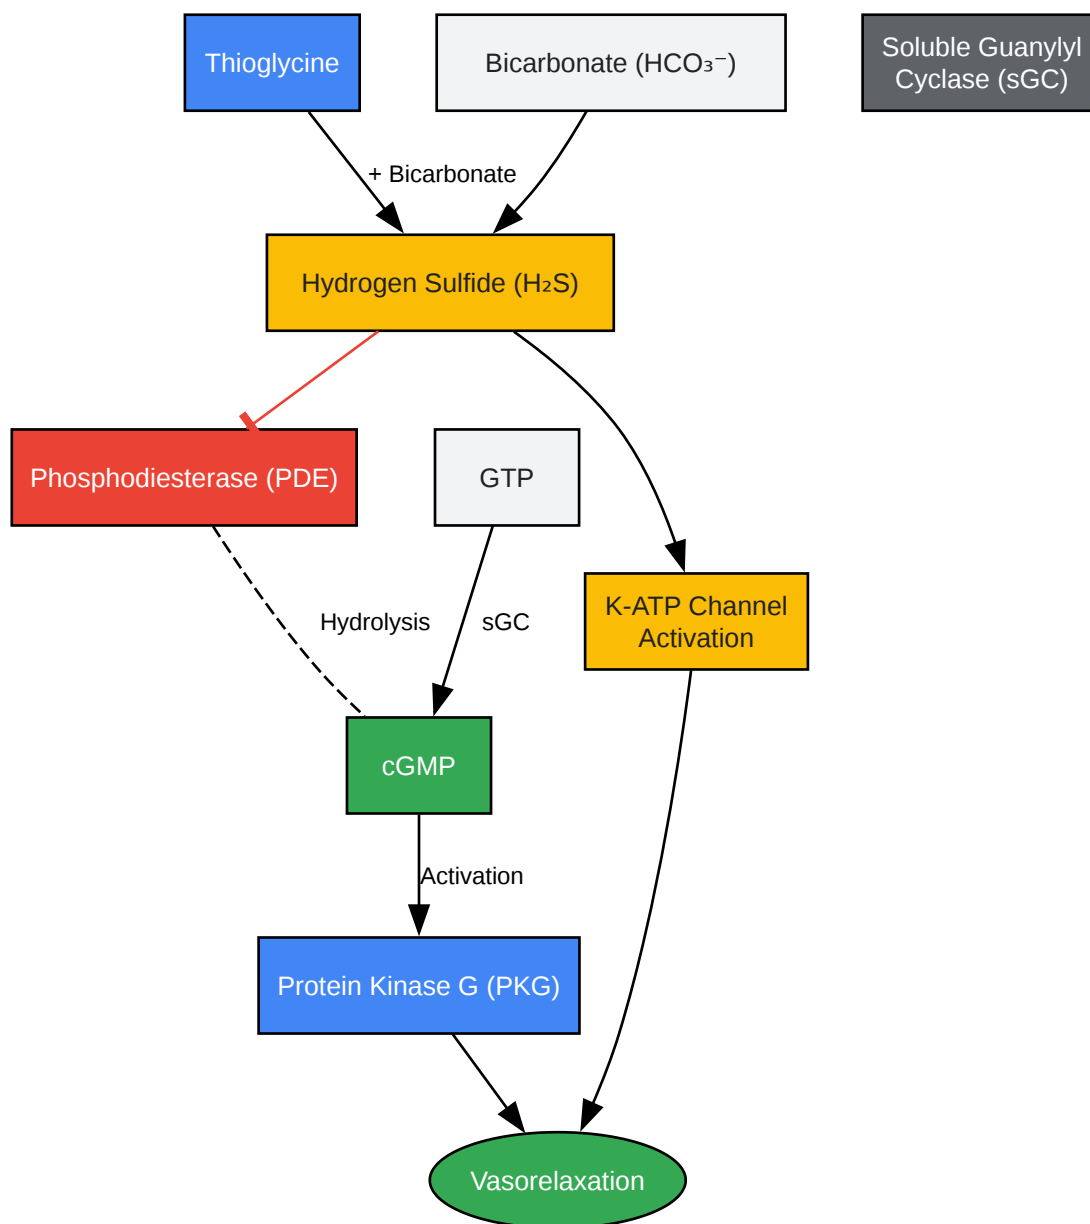 Thioglycine
Bicarbonate (HCO₃⁻)
Soluble Guanylyl
Cyclase (sGC)
+ Bicarbonate
Hydrogen Sulfide (H₂S)
Phosphodiesterase (PDE)
GTP
K-ATP Channel
Activation
Hydrolysis
sGC
cGMP
Activation
Protein Kinase G (PKG)
Vasorelaxation